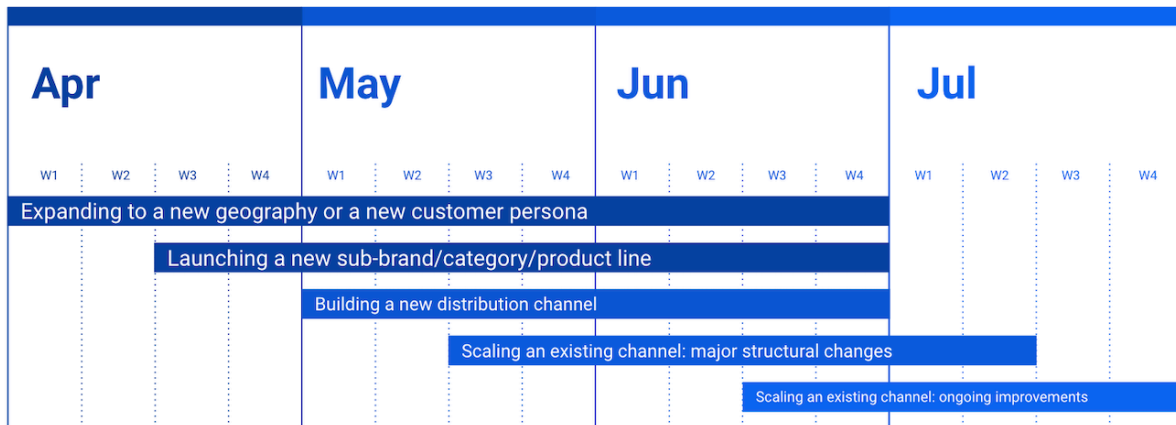 Apr May Jun Jul
W1 W2 W3 W4 W1 W2 W3 W4 W1 W2 W3 W4 W1 W2 W3 W4
Expanding to a new geography or a new customer persona
Launching a new sub-brand/category/product line
Building a new distribution channel
Scaling an existing channel: major structural changes
Scaling an existing channel: ongoing improvements